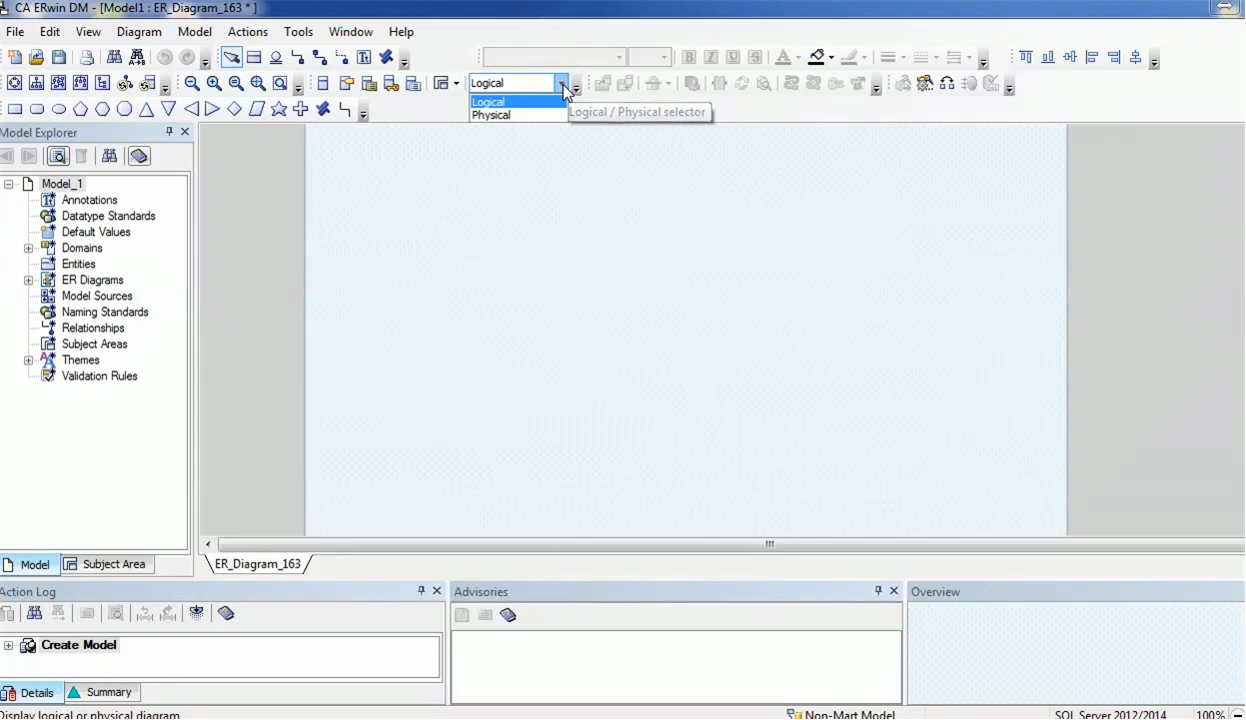 CA ERwin DM - [Model1 : ER_Diagram_163 * ]
File Edit View Diagram Model Actions Tools Window Help
Logical
Logical
Physical
Logical / Physical selector
Model Explorer
Model_1
Annotations
Datatype Standards
Default Values
Domains
Entities
ER Diagrams
Model Sources
Naming Standards
Relationships
Subject Areas
Themes
Validation Rules
Model Subject Area
ER_Diagram_163
Action Log
Advisories
Overview
Create Model
Details Summary
Display logical or physical diagram
Non-Mart Model
SQL Server 2012/2014
100%